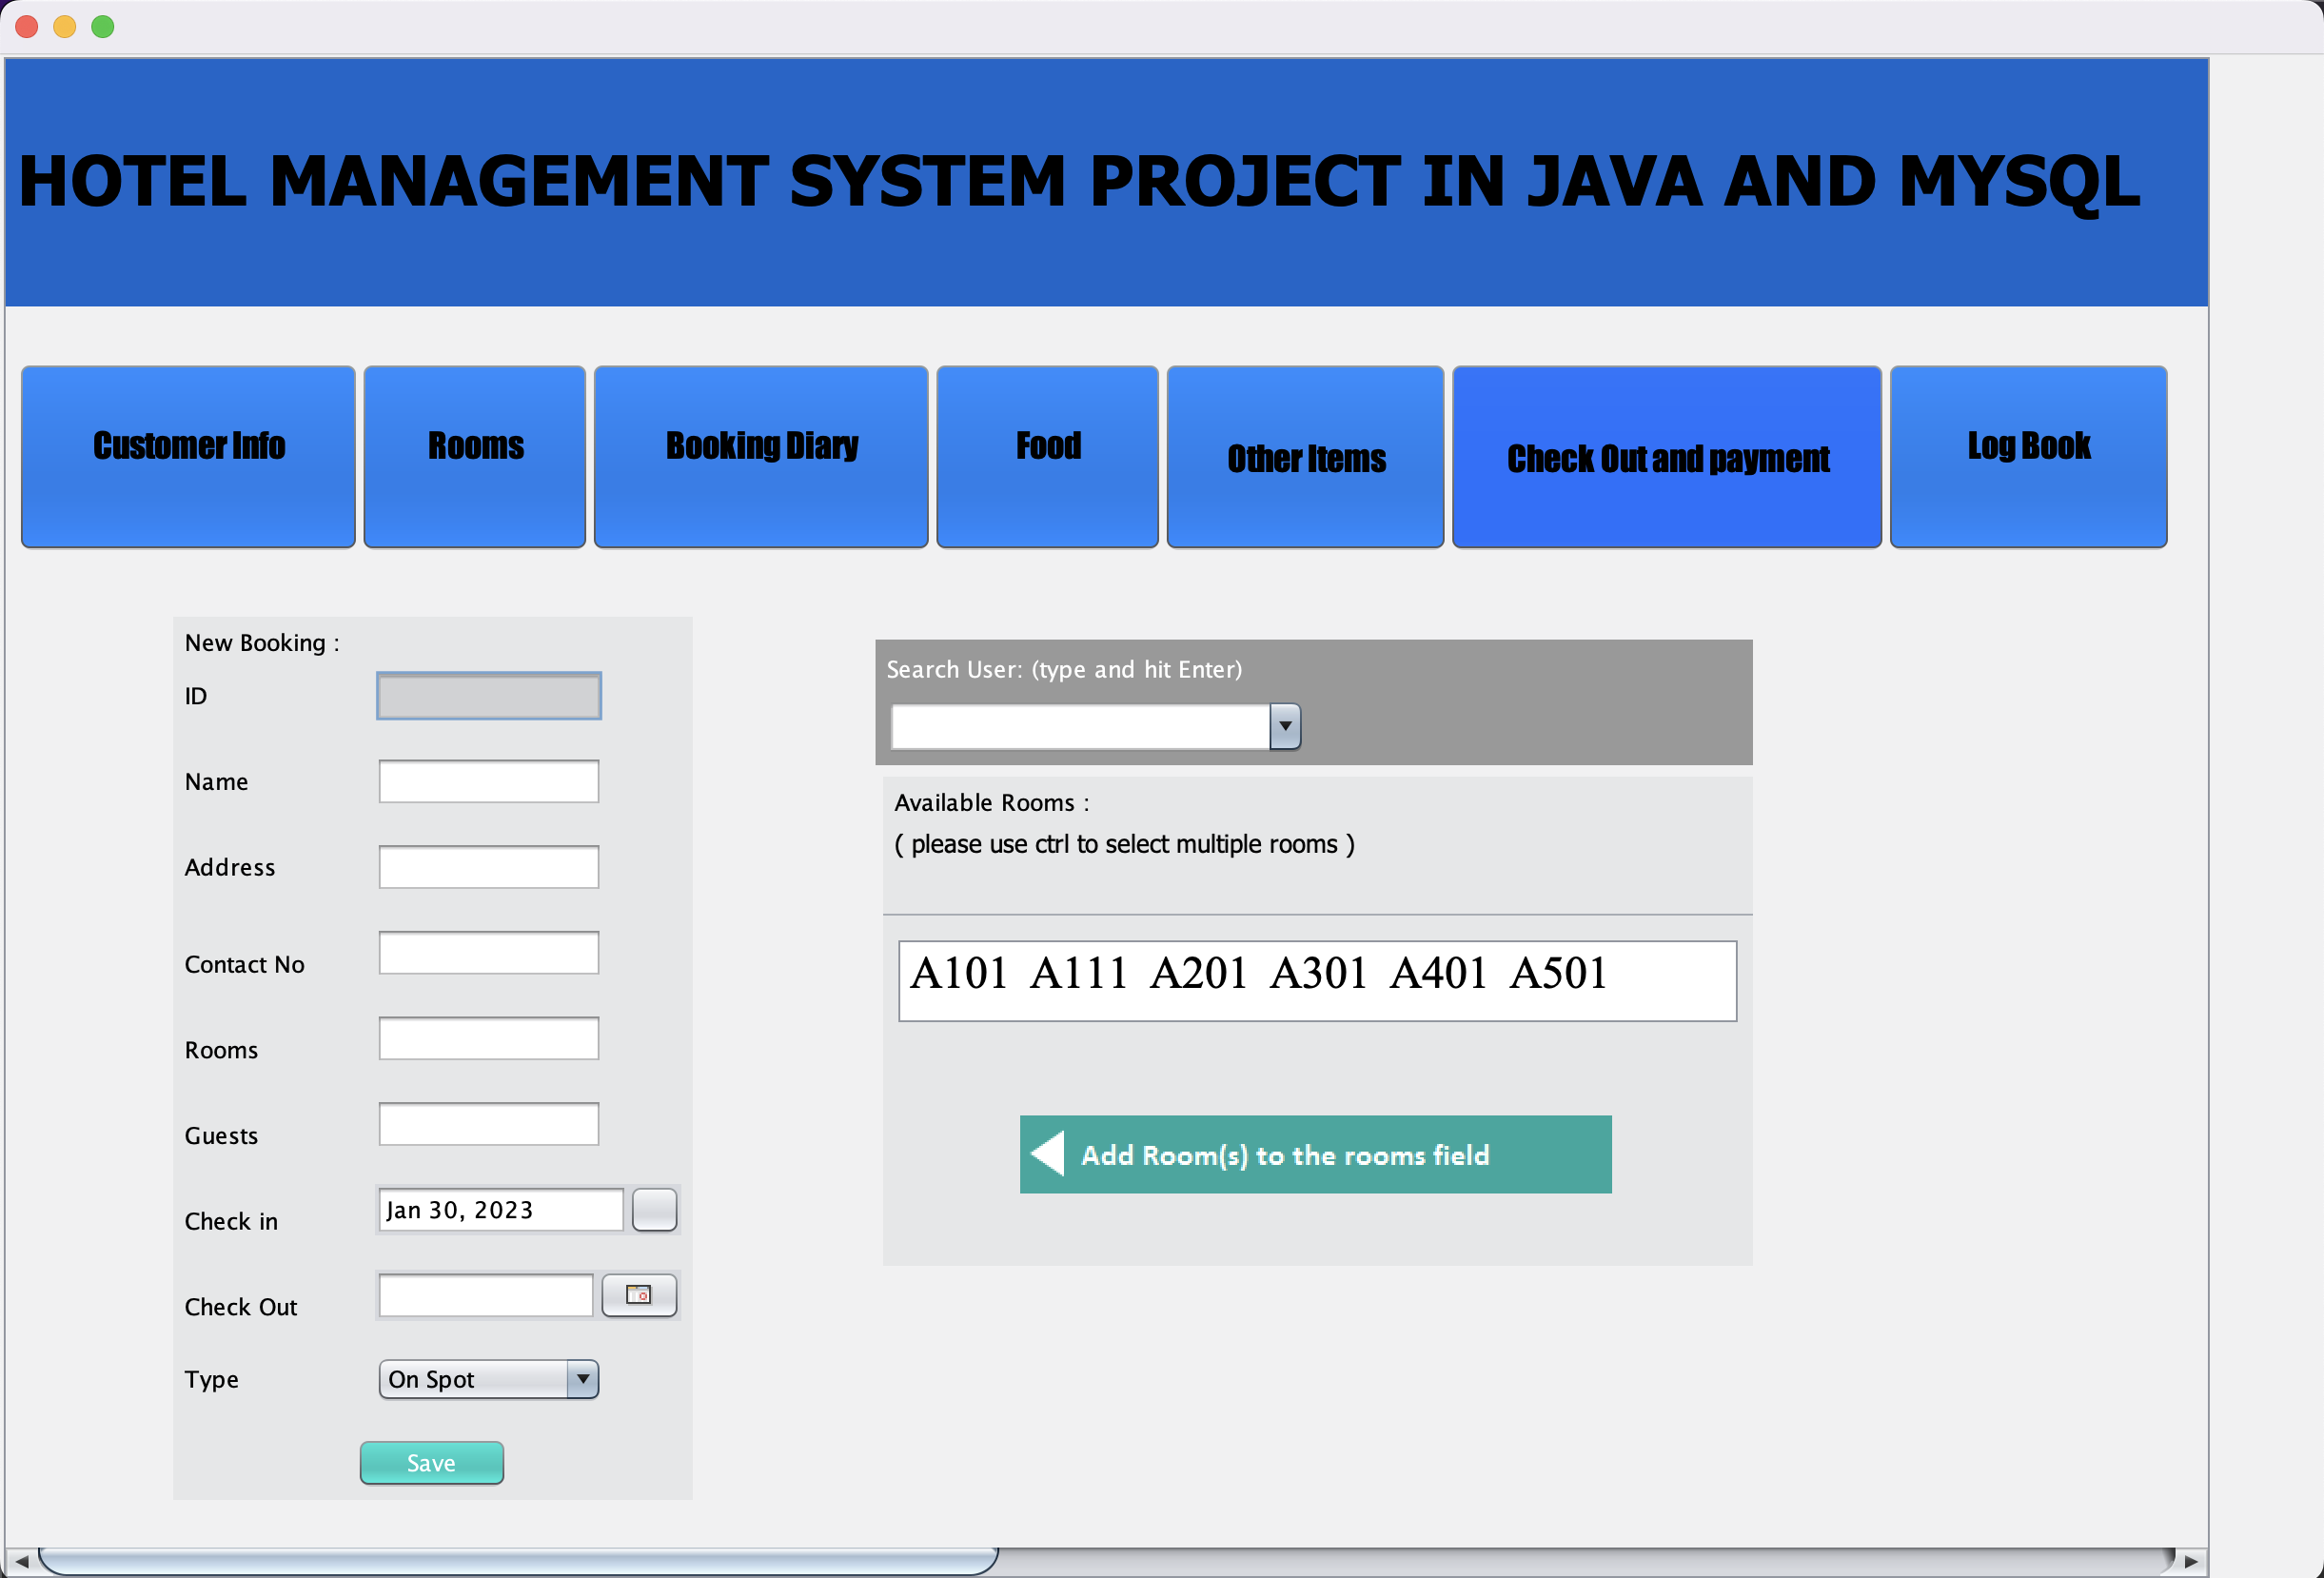 HOTEL MANAGEMENT SYSTEM PROJECT IN JAVA AND MYSQL
Customer Info
Rooms
Booking Diary
Food
Other Items
Check Out and payment
Log Book
New Booking :
ID
Name
Address
Contact No
Rooms
Guests
Check in
Jan 30, 2023
Check Out
Type
On Spot
Save
Search User: (type and hit Enter)
Available Rooms :
( please use ctrl to select multiple rooms )
A101 A111 A201 A301 A401 A501
Add Room(s) to the rooms field